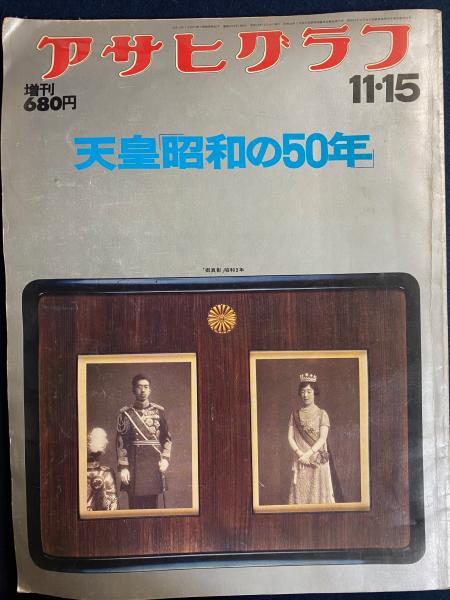 アサヒグラフ
増刊
680円
11·15
天皇「昭和の50年」
「御真影」昭和3年